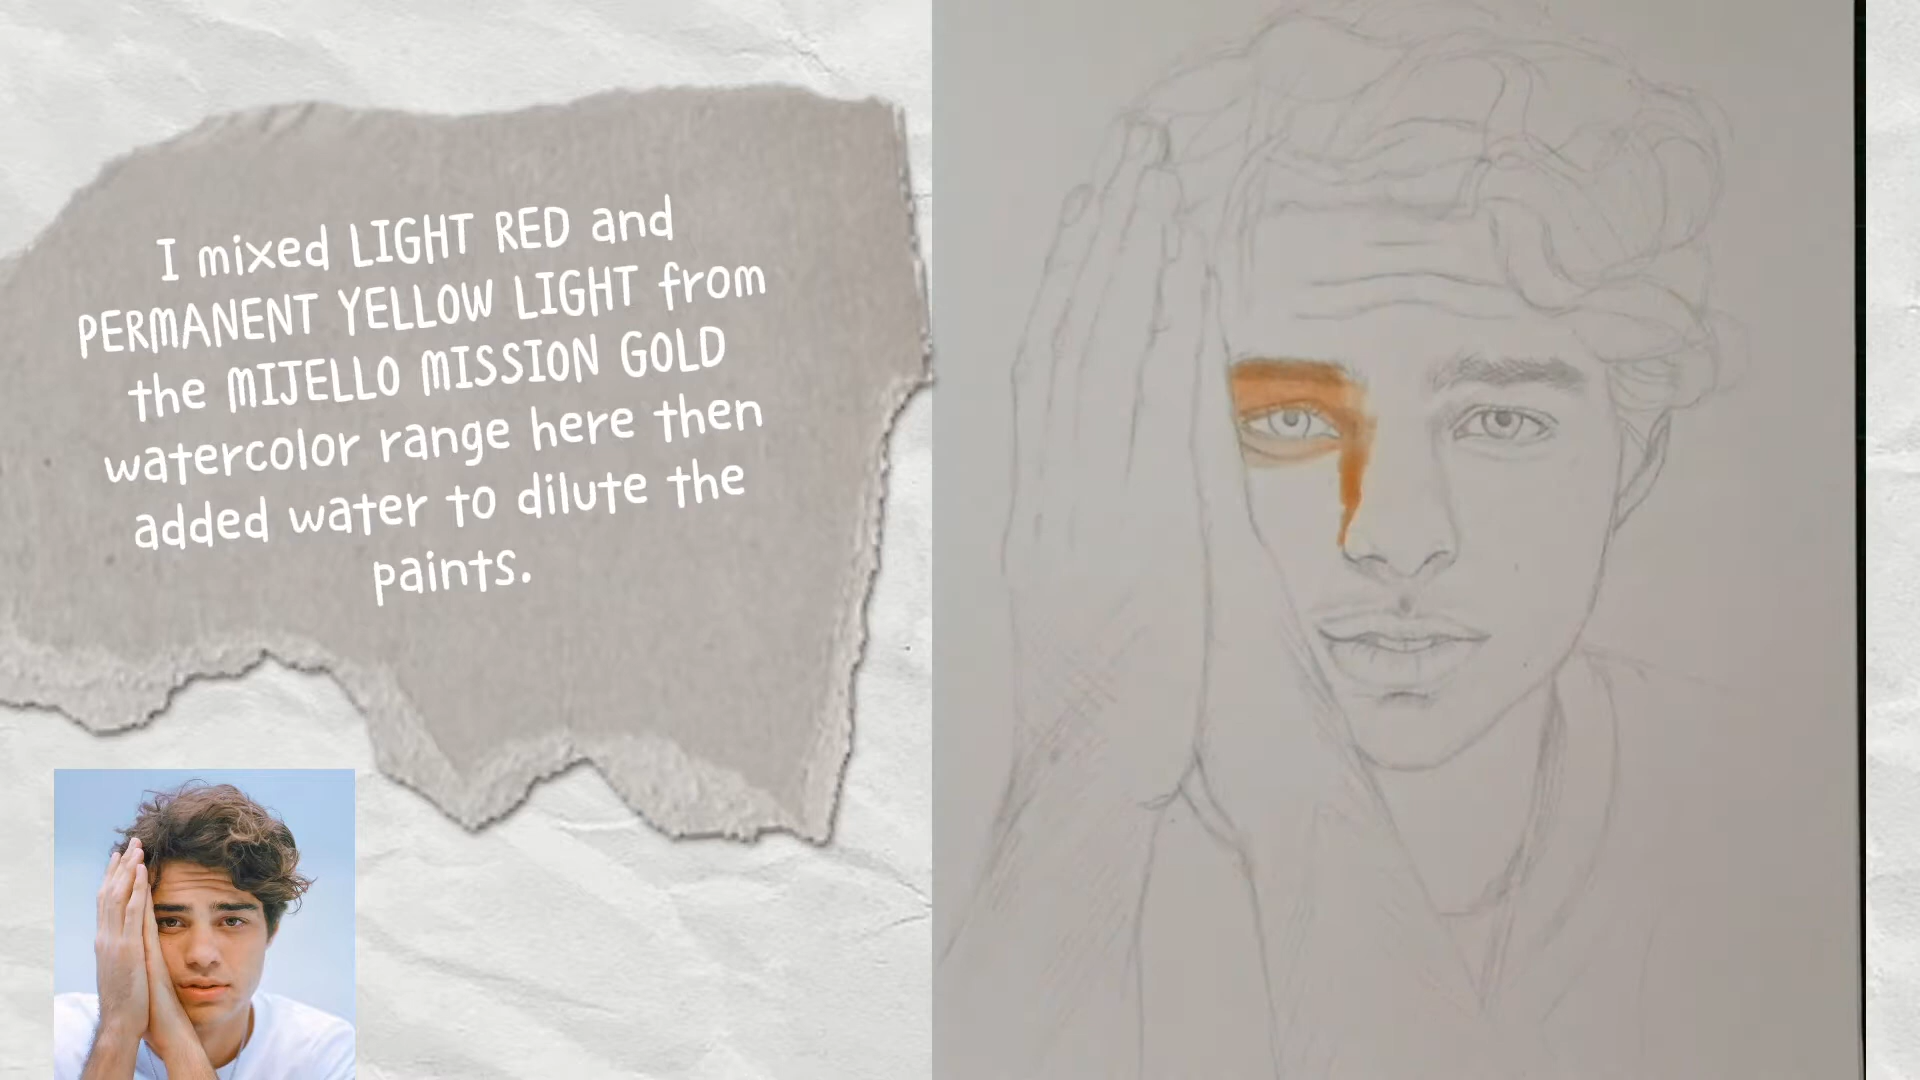 I mixed LIGHT RED and
PERMANENT YELLOW LIGHT from
the MIJELLO MISSION GOLD
watercolor range here then
added water to dilute the
paints.